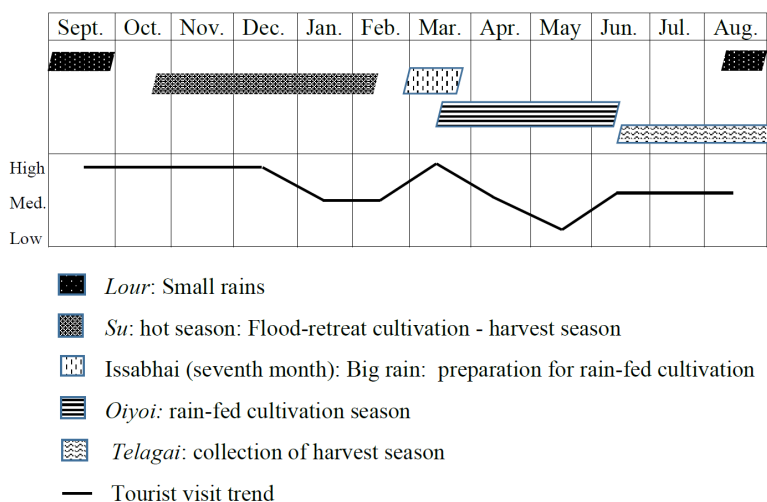 Sept. Oct. Nov. Dec. Jan. Feb. Mar. Apr. May Jun. Jul. Aug.
High
Med.
Low
Lour: Small rains
Su: hot season: Flood-retreat cultivation - harvest season
Issabhai (seventh month): Big rain: preparation for rain-fed cultivation
Oiyoi: rain-fed cultivation season
Telagai: collection of harvest season
Tourist visit trend